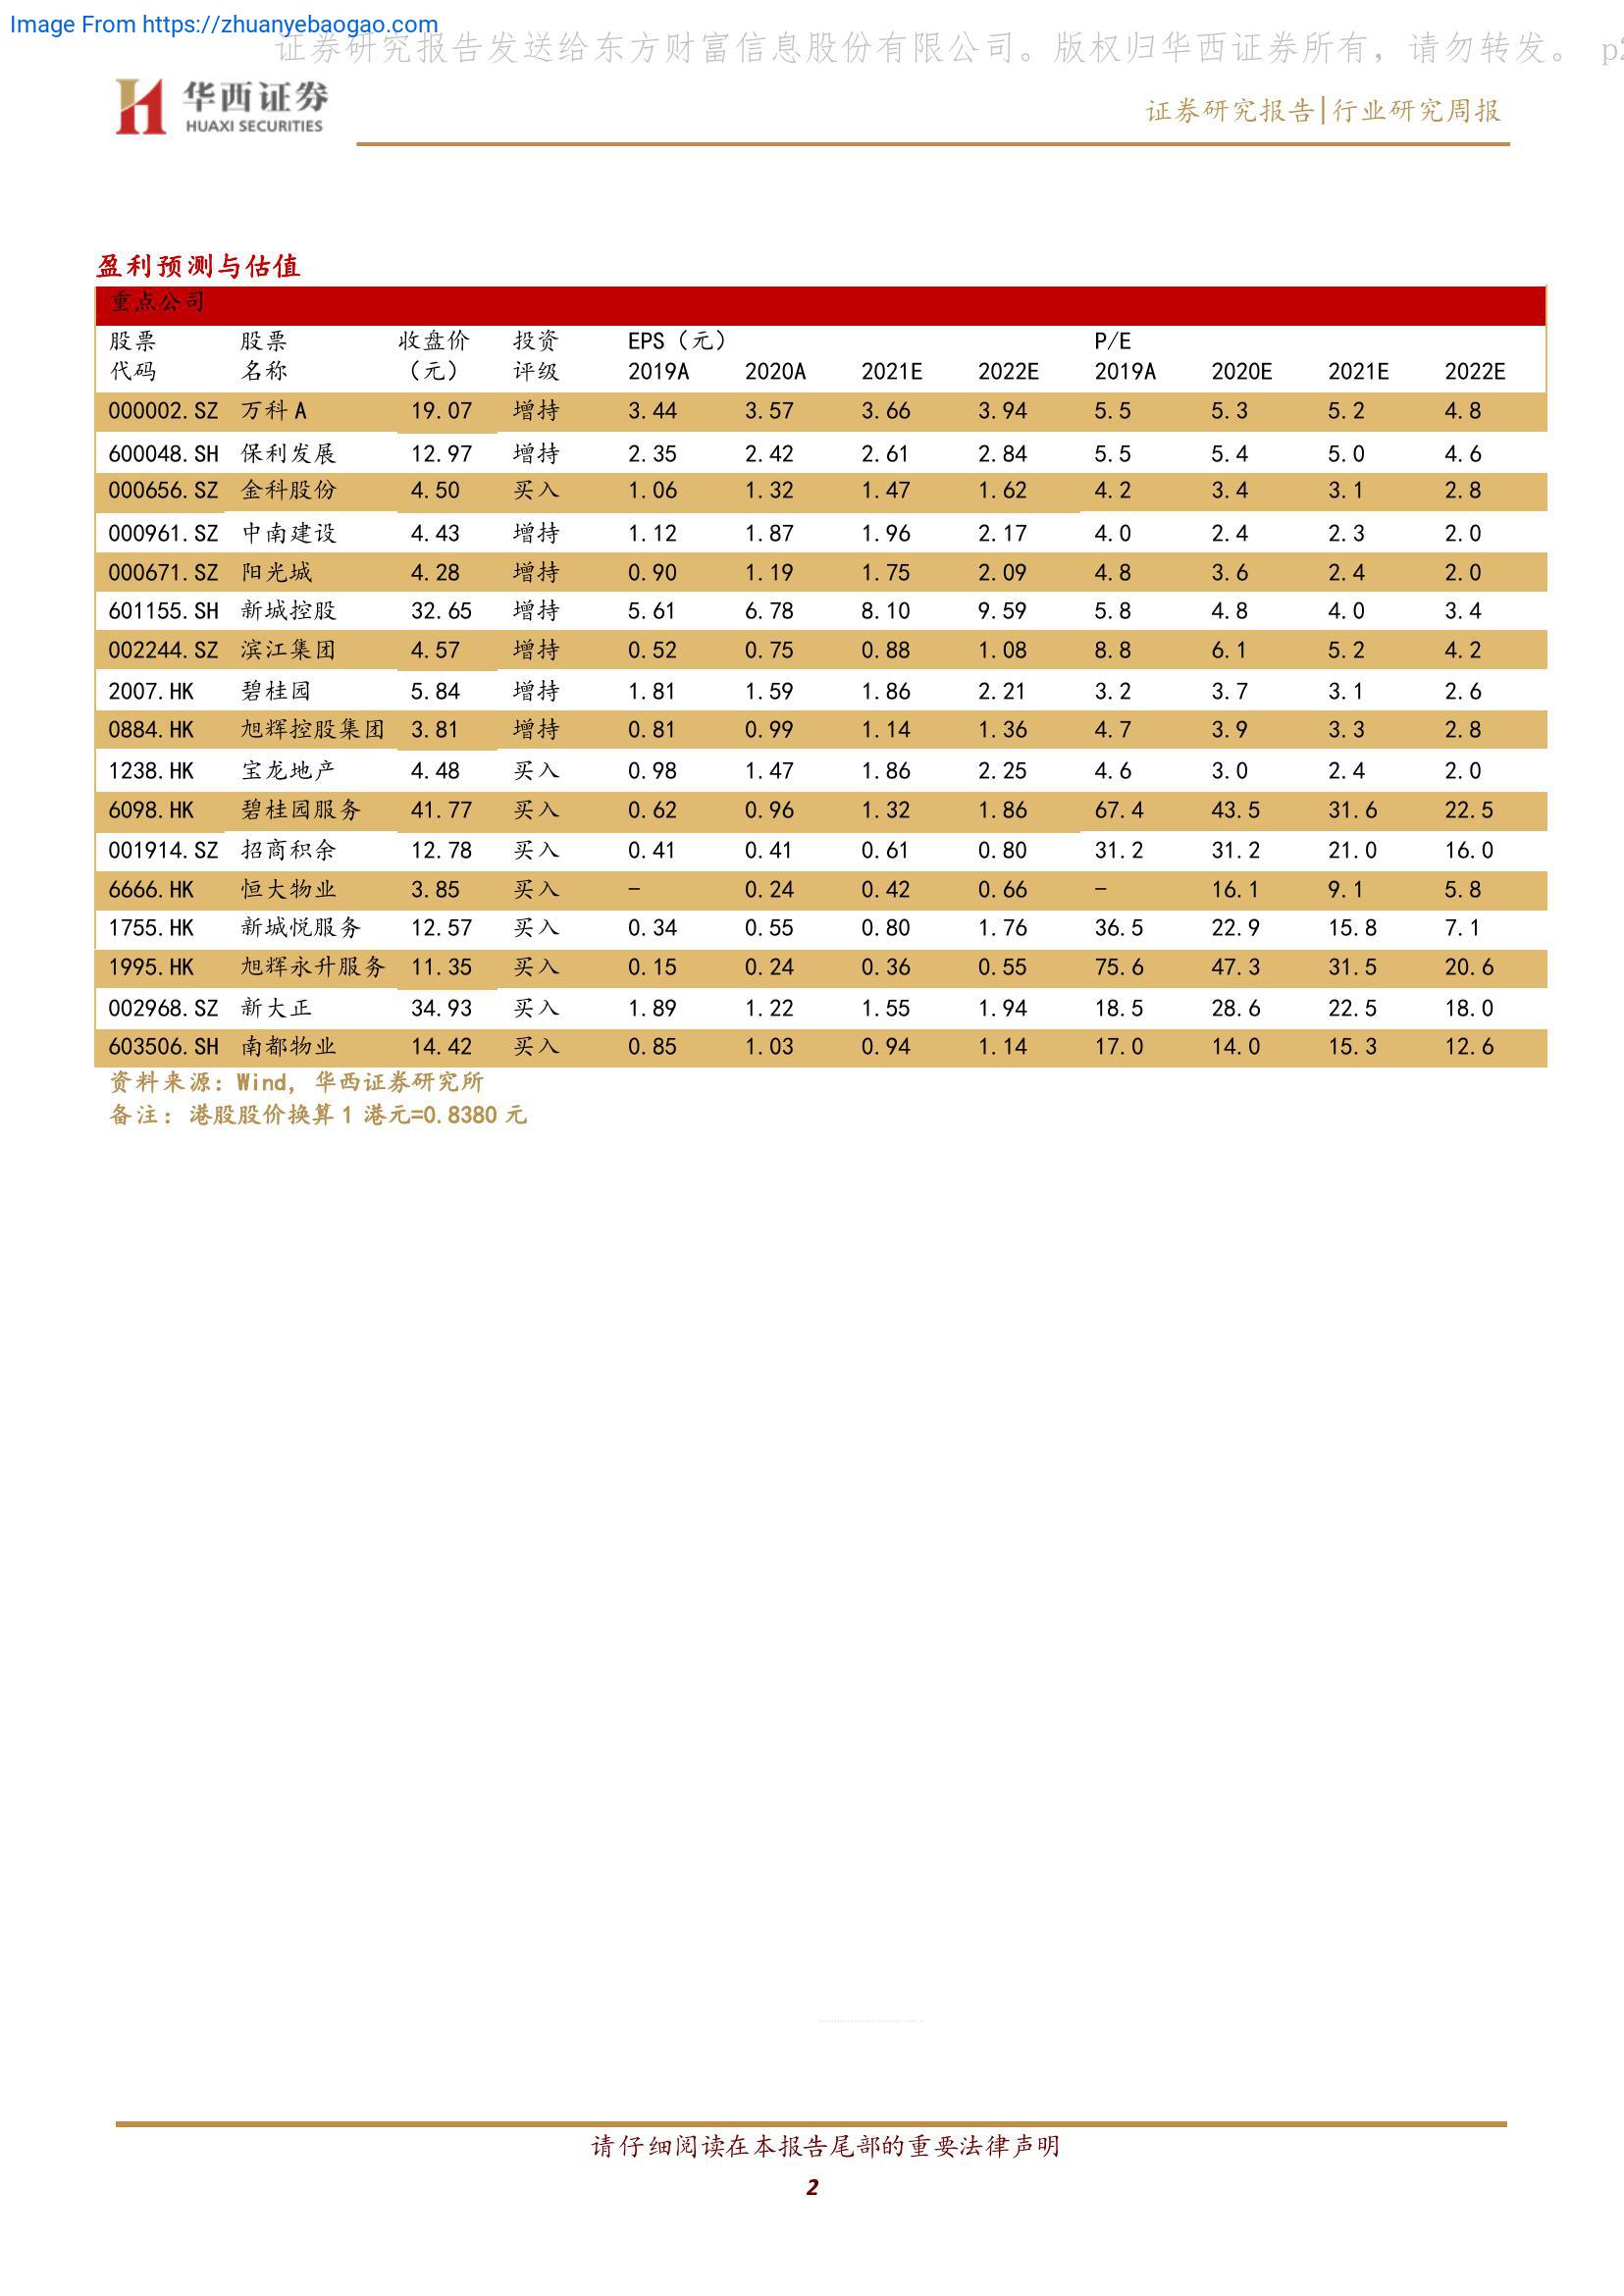 Image From https://zhuanyebaogao.com
证券研究报告发送给东方财富信息股份有限公司。版权归华西证券所有，请勿转发。 p2
华西证券
HUAXI SECURITIES
证券研究报告|行业研究周报
盈利预测与估值
重点公司
股票 股票 收盘价 投资 EPS（元） P/E
代码 名称 （元） 评级 2019A 2020A 2021E 2022E 2019A 2020E 2021E 2022E
000002.SZ 万科A 19.07 增持 3.44 3.57 3.66 3.94 5.5 5.3 5.2 4.8
600048.SH 保利发展 12.97 增持 2.35 2.42 2.61 2.84 5.5 5.4 5.0 4.6
000656.SZ 金科股份 4.50 买入 1.06 1.32 1.47 1.62 4.2 3.4 3.1 2.8
000961.SZ 中南建设 4.43 增持 1.12 1.87 1.96 2.17 4.0 2.4 2.3 2.0
000671.SZ 阳光城 4.28 增持 0.90 1.19 1.75 2.09 4.8 3.6 2.4 2.0
601155.SH 新城控股 32.65 增持 5.61 6.78 8.10 9.59 5.8 4.8 4.0 3.4
002244.SZ 滨江集团 4.57 增持 0.52 0.75 0.88 1.08 8.8 6.1 5.2 4.2
2007.HK 碧桂园 5.84 增持 1.81 1.59 1.86 2.21 3.2 3.7 3.1 2.6
0884.HK 旭辉控股集团 3.81 增持 0.81 0.99 1.14 1.36 4.7 3.9 3.3 2.8
1238.HK 宝龙地产 4.48 买入 0.98 1.47 1.86 2.25 4.6 3.0 2.4 2.0
6098.HK 碧桂园服务 41.77 买入 0.62 0.96 1.32 1.86 67.4 43.5 31.6 22.5
001914.SZ 招商积余 12.78 买入 0.41 0.41 0.61 0.80 31.2 31.2 21.0 16.0
6666.HK 恒大物业 3.85 买入 - 0.24 0.42 0.66 - 16.1 9.1 5.8
1755.HK 新城悦服务 12.57 买入 0.34 0.55 0.80 1.76 36.5 22.9 15.8 7.1
1995.HK 旭辉永升服务 11.35 买入 0.15 0.24 0.36 0.55 75.6 47.3 31.5 20.6
002968.SZ 新大正 34.93 买入 1.89 1.22 1.55 1.94 18.5 28.6 22.5 18.0
603506.SH 南都物业 14.42 买入 0.85 1.03 0.94 1.14 17.0 14.0 15.3 12.6
资料来源：Wind，华西证券研究所
备注：港股股价换算1港元=0.8380元
请仔细阅读在本报告尾部的重要法律声明
2